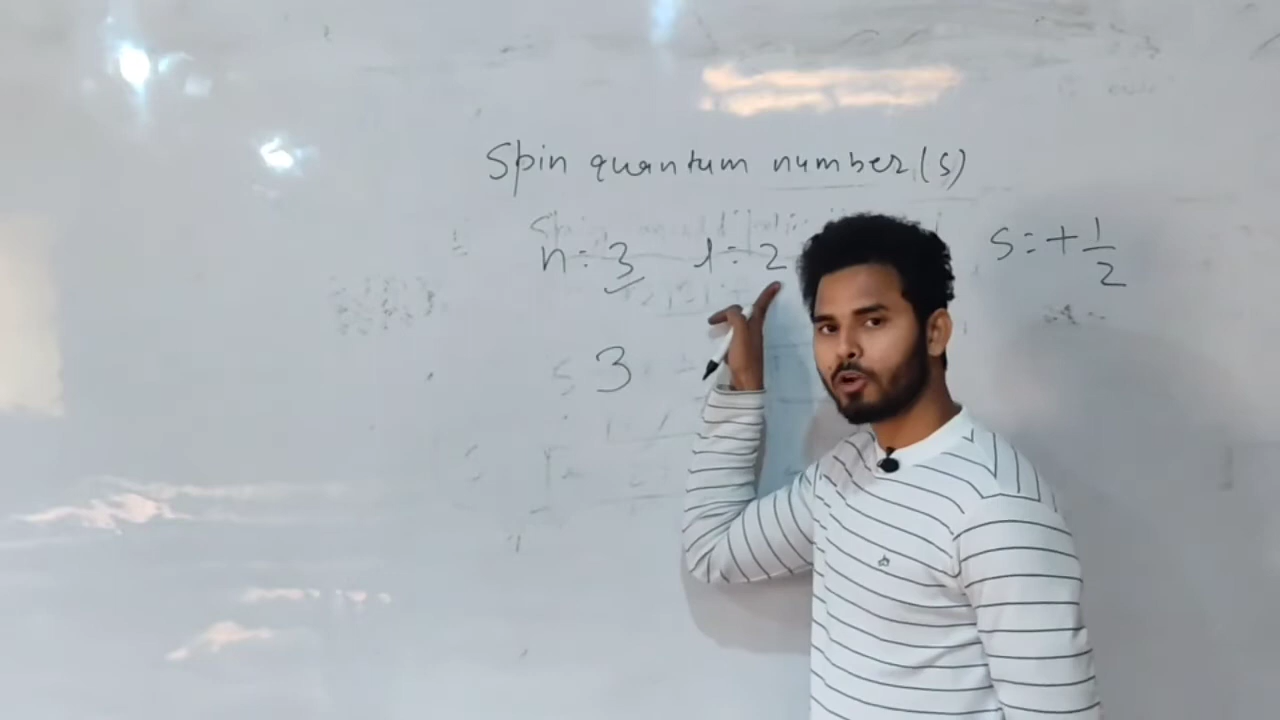 Spin quantum number (s)
n = 3 l = 2 s = + 1/2
3